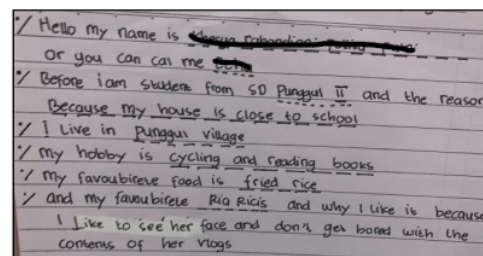 Hello my name is
or you can cal me
Before iam student from SD Punggul II and the reason
Because my house is close to school
I Live in Punggul village
my hobby is cycling and reading books
my favoubirete food is fried rice
and my favoubirete Ria Ricis and why I like is because
I Like to see her face and don't get bored with the
contents of her vlogs